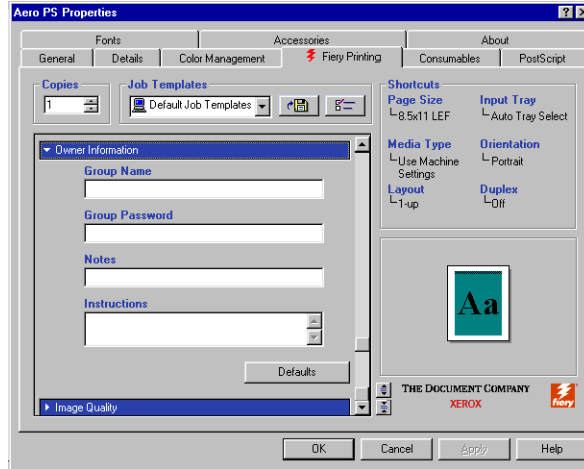 Aero PS Properties
Fonts
Accessories
About
General
Details
Color Management
Fiery Printing
Consumables
PostScript
Copies
1
Job Templates
Default Job Templates
Owner Information
Group Name
Group Password
Notes
Instructions
Defaults
Image Quality
Shortcuts
Page Size
8.5x11 LEF
Input Tray
Auto Tray Select
Media Type
Use Machine
Settings
Orientation
Portrait
Layout
1-up
Duplex
Off
Aa
THE DOCUMENT COMPANY
XEROX
fiery
OK
Cancel
Apply
Help